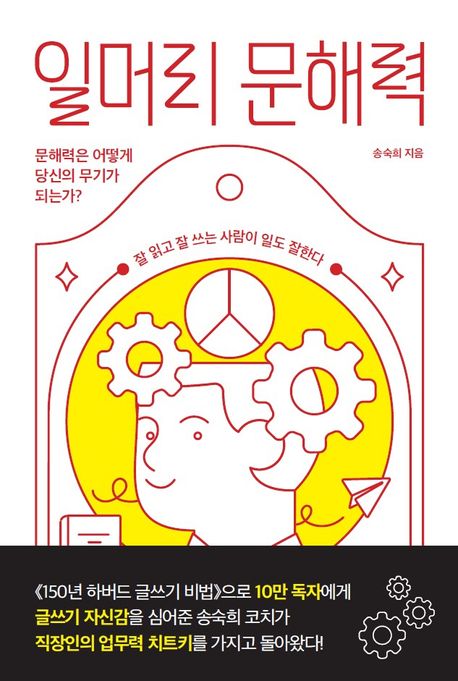 일머리 문해력
문해력은 어떻게
당신의 무기가
되는가?
송숙희 지음
잘 읽고 잘 쓰는 사람이 일도 잘한다
《150년 하버드 글쓰기 비법》으로 10만 독자에게
글쓰기 자신감을 심어준 송숙희 코치가
직장인의 업무력 치트키를 가지고 돌아왔다!